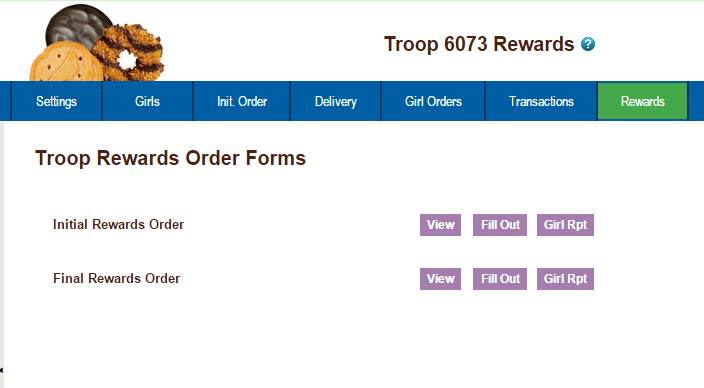 Troop 6073 Rewards ?
Settings Girls Init. Order Delivery Girl Orders Transactions Rewards
Troop Rewards Order Forms
Initial Rewards Order View Fill Out Girl Rpt
Final Rewards Order View Fill Out Girl Rpt